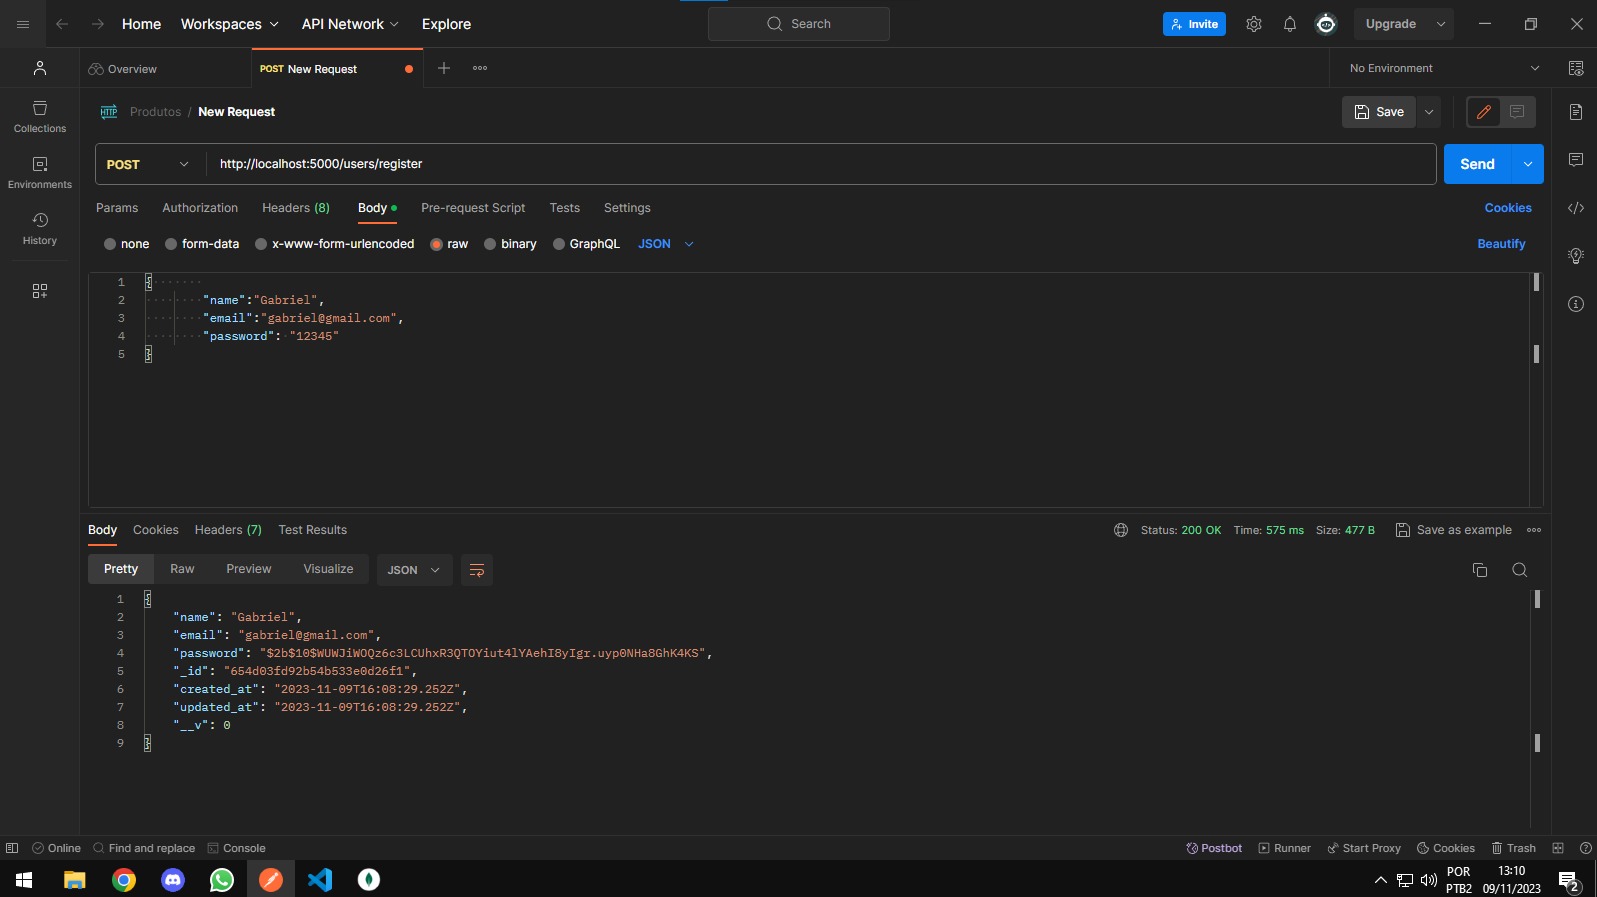 Home Workspaces API Network Explore Search Invite Upgrade
Overview POST New Request No Environment
HTTP Produtos / New Request Save
Collections
POST http://localhost:5000/users/register Send
Environments
Params Authorization Headers (8) Body Pre-request Script Tests Settings Cookies
History
none form-data x-www-form-urlencoded raw binary GraphQL JSON Beautify
1 {
2 "name":"Gabriel",
3 "email":"gabriel@gmail.com",
4 "password": "12345"
5 }
Body Cookies Headers (7) Test Results Status: 200 OK Time: 575 ms Size: 477 B Save as example
Pretty Raw Preview Visualize JSON
1 {
2 "name": "Gabriel",
3 "email": "gabriel@gmail.com",
4 "password": "$2b$10$WUWJiWOQz6c3LCUhxR3QTOYiut4lYAehI8yIgr.uyp0NHa8GhK4KS",
5 "_id": "654d03fd92b54b533e0d26f1",
6 "created_at": "2023-11-09T16:08:29.252Z",
7 "updated_at": "2023-11-09T16:08:29.252Z",
8 "__v": 0
9 }
Online Find and replace Console Postbot Runner Start Proxy Cookies Trash
POR 13:10
PTB2 09/11/2023 2